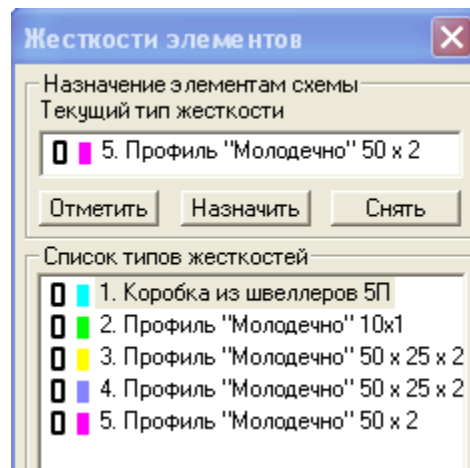 Жесткости элементов
Назначение элементам схемы
Текущий тип жесткости
5. Профиль "Молодечно" 50 x 2
Отметить Назначить Снять
Список типов жесткостей
1. Коробка из швеллеров 5П
2. Профиль "Молодечно" 10x1
3. Профиль "Молодечно" 50 x 25 x 2
4. Профиль "Молодечно" 50 x 25 x 2
5. Профиль "Молодечно" 50 x 2